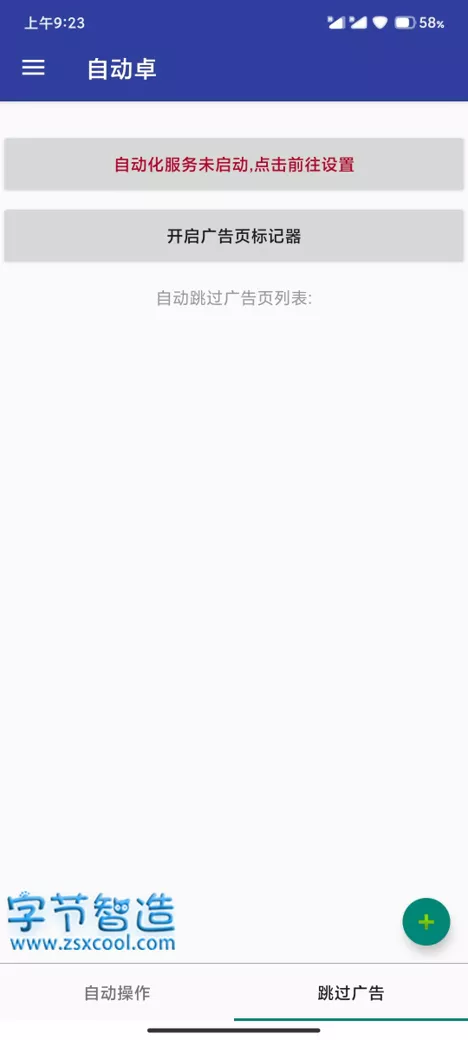 上午9:23
58%
自动卓
自动化服务未启动,点击前往设置
开启广告页标记器
自动跳过广告页列表:
字节智造
www.zsxcool.com
+
自动操作
跳过广告